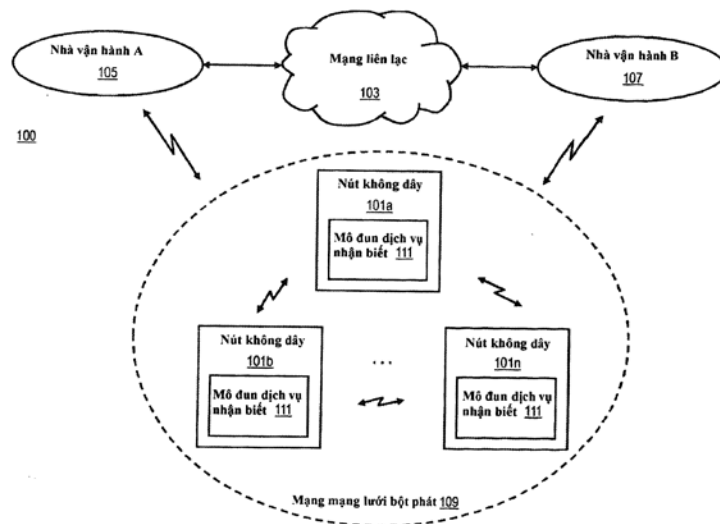 Nhà vận hành A
105
Mạng liên lạc
103
Nhà vận hành B
107
100
Nút không dây
101a
Mô đun dịch vụ
nhận biết 111
Nút không dây
101b
Mô đun dịch vụ
nhận biết 111
...
Nút không dây
101n
Mô đun dịch vụ
nhận biết 111
Mạng mạng lưới bột phát 109